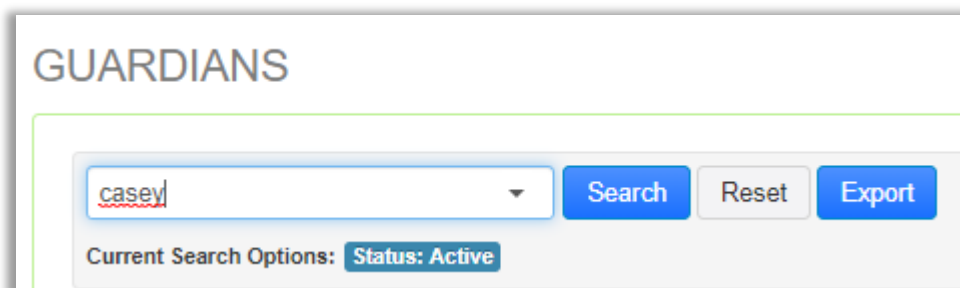 GUARDIANS
casey Search Reset Export
Current Search Options: Status: Active